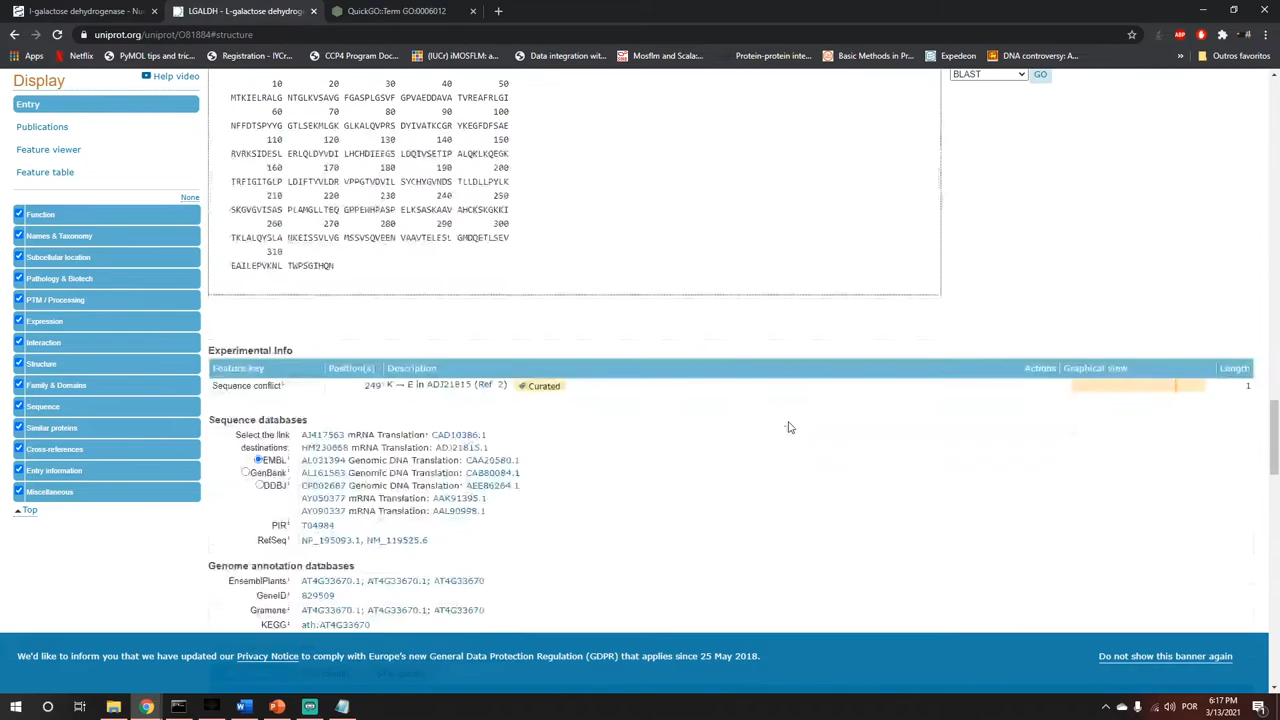 l-galactose dehydrogenase - Nu
LGALDH - L-galactose dehydrog
QuickGO::Term GO:0006012
uniprot.org/uniprot/O81884#structure
Apps
Netflix
PyMOL tips and tric...
Registration - IYCr...
CCP4 Program Doc...
(IUCr) iMOSFLM: a...
Data integration wi...
Mosflm and Scala:...
Protein-protein inte...
Basic Methods in Pr...
Expedeon
DNA controversy: A...
Outros favoritos
Display
Help video
BLAST
GO
Entry
Publications
Feature viewer
Feature table
None
Function
Names & Taxonomy
Subcellular location
Pathology & Biotech
PTM / Processing
Expression
Interaction
Structure
Family & Domains
Sequence
Similar proteins
Cross-references
Entry information
Miscellaneous
Top
10 20 30 40 50
MTKIELRALG NTGLKVSAVG FGASPLGSVF GPVAEDDAVA TVREAFRLGI
60 70 80 90 100
NFFDTSPYYG GTLSEKMLGK GLKALQVPRS DYIVATKCGR YKEGFDFSAE
110 120 130 140 150
RVRKSIDESL ERLQLDYVDI LHCHDIEFGS LDQIVSETIP ALQKLKQEGK
160 170 180 190 200
TRFIGITGLP LDIFTYVLDR VPPGTVDVIL SYCHYGVNDS TLLDLLPYLK
210 220 230 240 250
SKGVGVISAS PLAMGLLTEQ GPPEWHPASP ELKSASKAAV AHCKSKGKKI
260 270 280 290 300
TKLALQYSLA NKEISSVLVG MSSVSQVEEN VAAVTELESL GMDQETLSEV
310
EAILEPVKNL TWPSGIHQN
Experimental Info
Feature key Position(s) Description Actions Graphical view Length
Sequence conflict 249 K → E in ADJ21815 (Ref. 2) Curated 1
Sequence databases
Select the link
destinations:
EMBL
GenBank
DDBJ
AJ417563 mRNA Translation: CAD10386.1
HM230668 mRNA Translation: ADJ21815.1
AL031394 Genomic DNA Translation: CAA20580.1
AL161583 Genomic DNA Translation: CAB80084.1
CP002687 Genomic DNA Translation: AEE86264.1
AY050377 mRNA Translation: AAK91395.1
AY090337 mRNA Translation: AAL90998.1
PIR T04984
RefSeq NP_195093.1, NM_119525.6
Genome annotation databases
EnsemblPlants AT4G33670.1; AT4G33670.1; AT4G33670
GeneID 829509
Gramene AT4G33670.1; AT4G33670.1; AT4G33670
KEGG ath:AT4G33670
We'd like to inform you that we have updated our Privacy Notice to comply with Europe's new General Data Protection Regulation (GDPR) that applies since 25 May 2018.
Do not show this banner again
POR
6:17 PM
3/13/2021